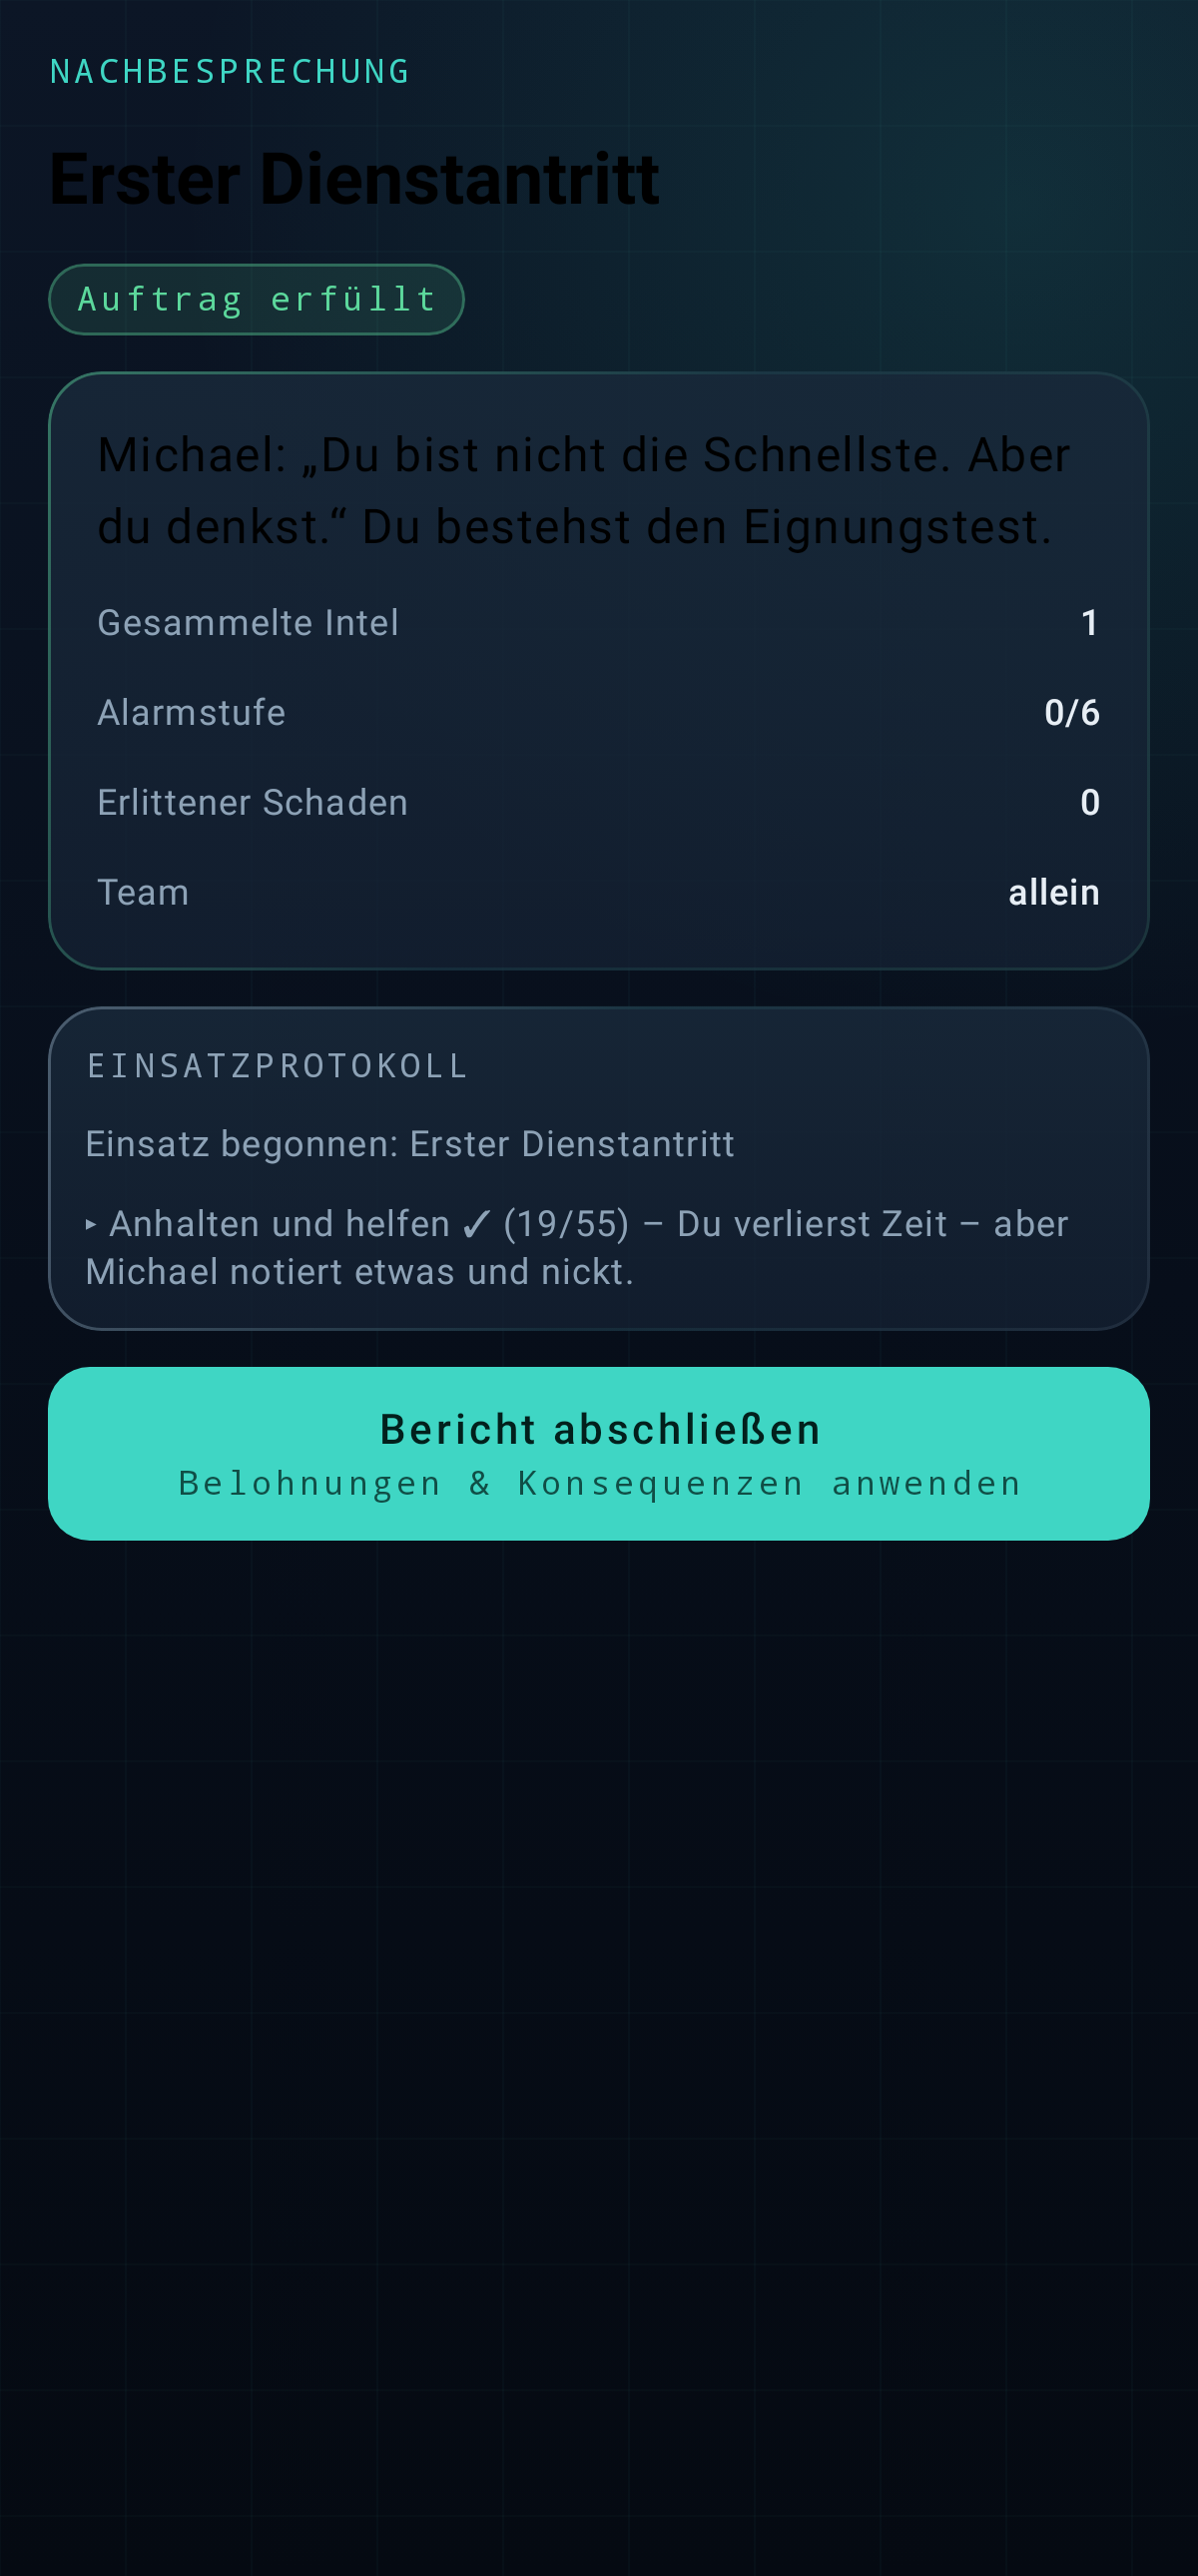 NACHBESPRECHUNG
Erster Dienstantritt
Auftrag erfüllt
Michael: „Du bist nicht die Schnellste. Aber
du denkst.“ Du bestehst den Eignungstest.
Gesammelte Intel 1
Alarmstufe 0/6
Erlittener Schaden 0
Team allein
EINSATZPROTOKOLL
Einsatz begonnen: Erster Dienstantritt
▸ Anhalten und helfen ✓ (19/55) – Du verlierst Zeit – aber
Michael notiert etwas und nickt.
Bericht abschließen
Belohnungen & Konsequenzen anwenden